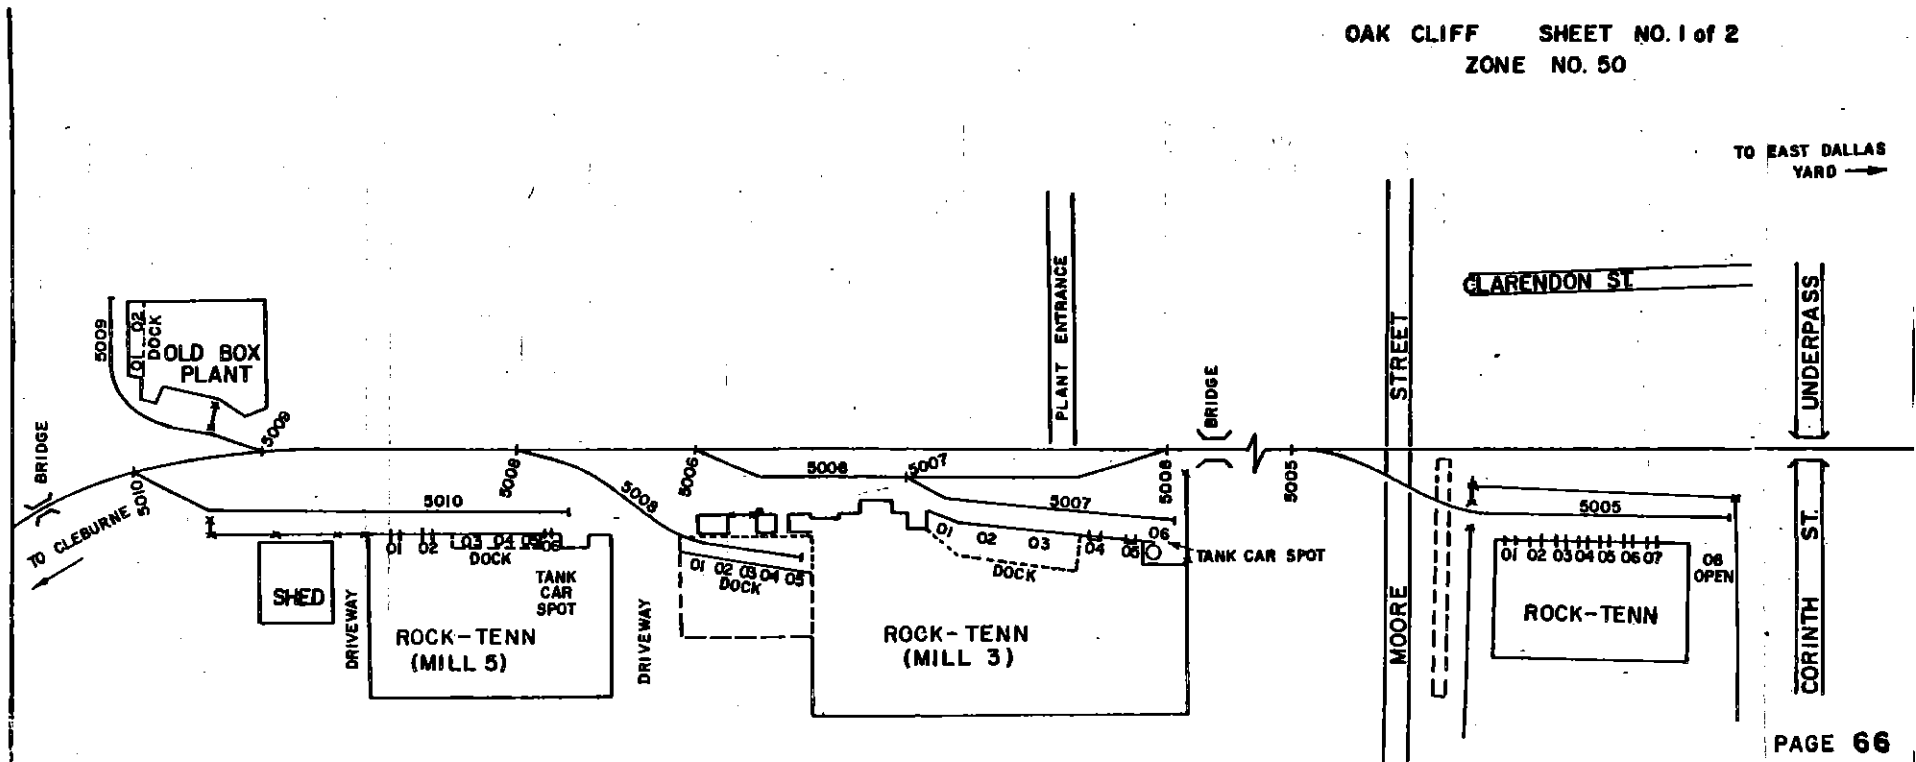 OAK CLIFF SHEET NO. 1 of 2
ZONE NO. 50
TO EAST DALLAS
YARD
CLARENDON ST.
UNDERPASS
CORINTH ST.
MOORE STREET
PLANT ENTRANCE
BRIDGE
BRIDGE
TO CLEBURNE
5009
01 02
DOCK
OLD BOX
PLANT
5009
5010
5010
5008
5008
5006
5006
5007
5007
5006
5005
5005
SHED
DRIVEWAY
01 02 03 04 05 06
DOCK
TANK
CAR
SPOT
ROCK-TENN
(MILL 5)
DRIVEWAY
01 02 03 04 05
DOCK
01 02 03 04 05 06
DOCK
TANK CAR SPOT
ROCK-TENN
(MILL 3)
01 02 03 04 05 06 07
08
OPEN
ROCK-TENN
PAGE 66